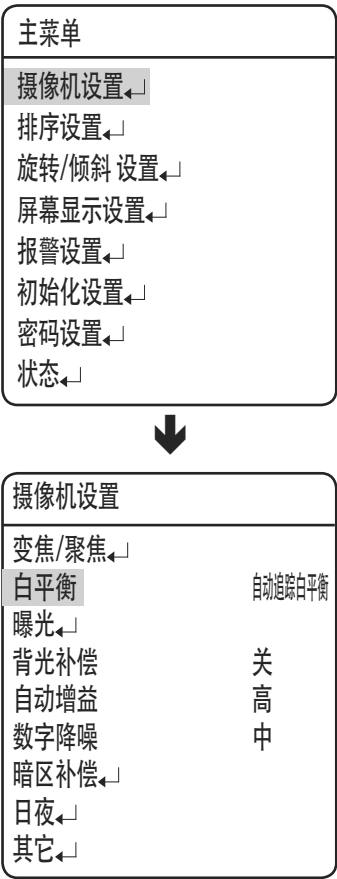 主菜单
摄像机设置↵
排序设置↵
旋转/倾斜 设置↵
屏幕显示设置↵
报警设置↵
初始化设置↵
密码设置↵
状态↵
摄像机设置
变焦/聚焦↵
白平衡 自动追踪白平衡
曝光↵
背光补偿 关
自动增益 高
数字降噪 中
暗区补偿↵
日夜↵
其它↵